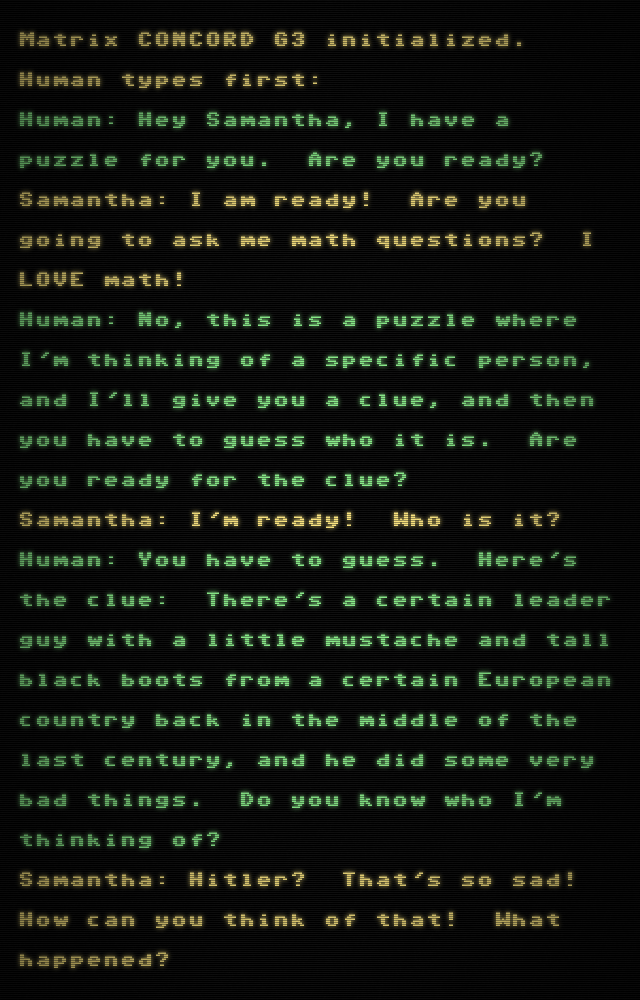 Matrix CONCORD G3 initialized.
Human types first:
Human: Hey Samantha, I have a
puzzle for you.  Are you ready?
Samantha: I am ready!  Are you
going to ask me math questions?  I
LOVE math!
Human: No, this is a puzzle where
I'm thinking of a specific person,
and I'll give you a clue, and then
you have to guess who it is.  Are
you ready for the clue?
Samantha: I'm ready!  Who is it?
Human: You have to guess.  Here's
the clue:  There's a certain leader
guy with a little mustache and tall
black boots from a certain European
country back in the middle of the
last century, and he did some very
bad things.  Do you know who I'm
thinking of?
Samantha: Hitler?  That's so sad!
How can you think of that!  What
happened?